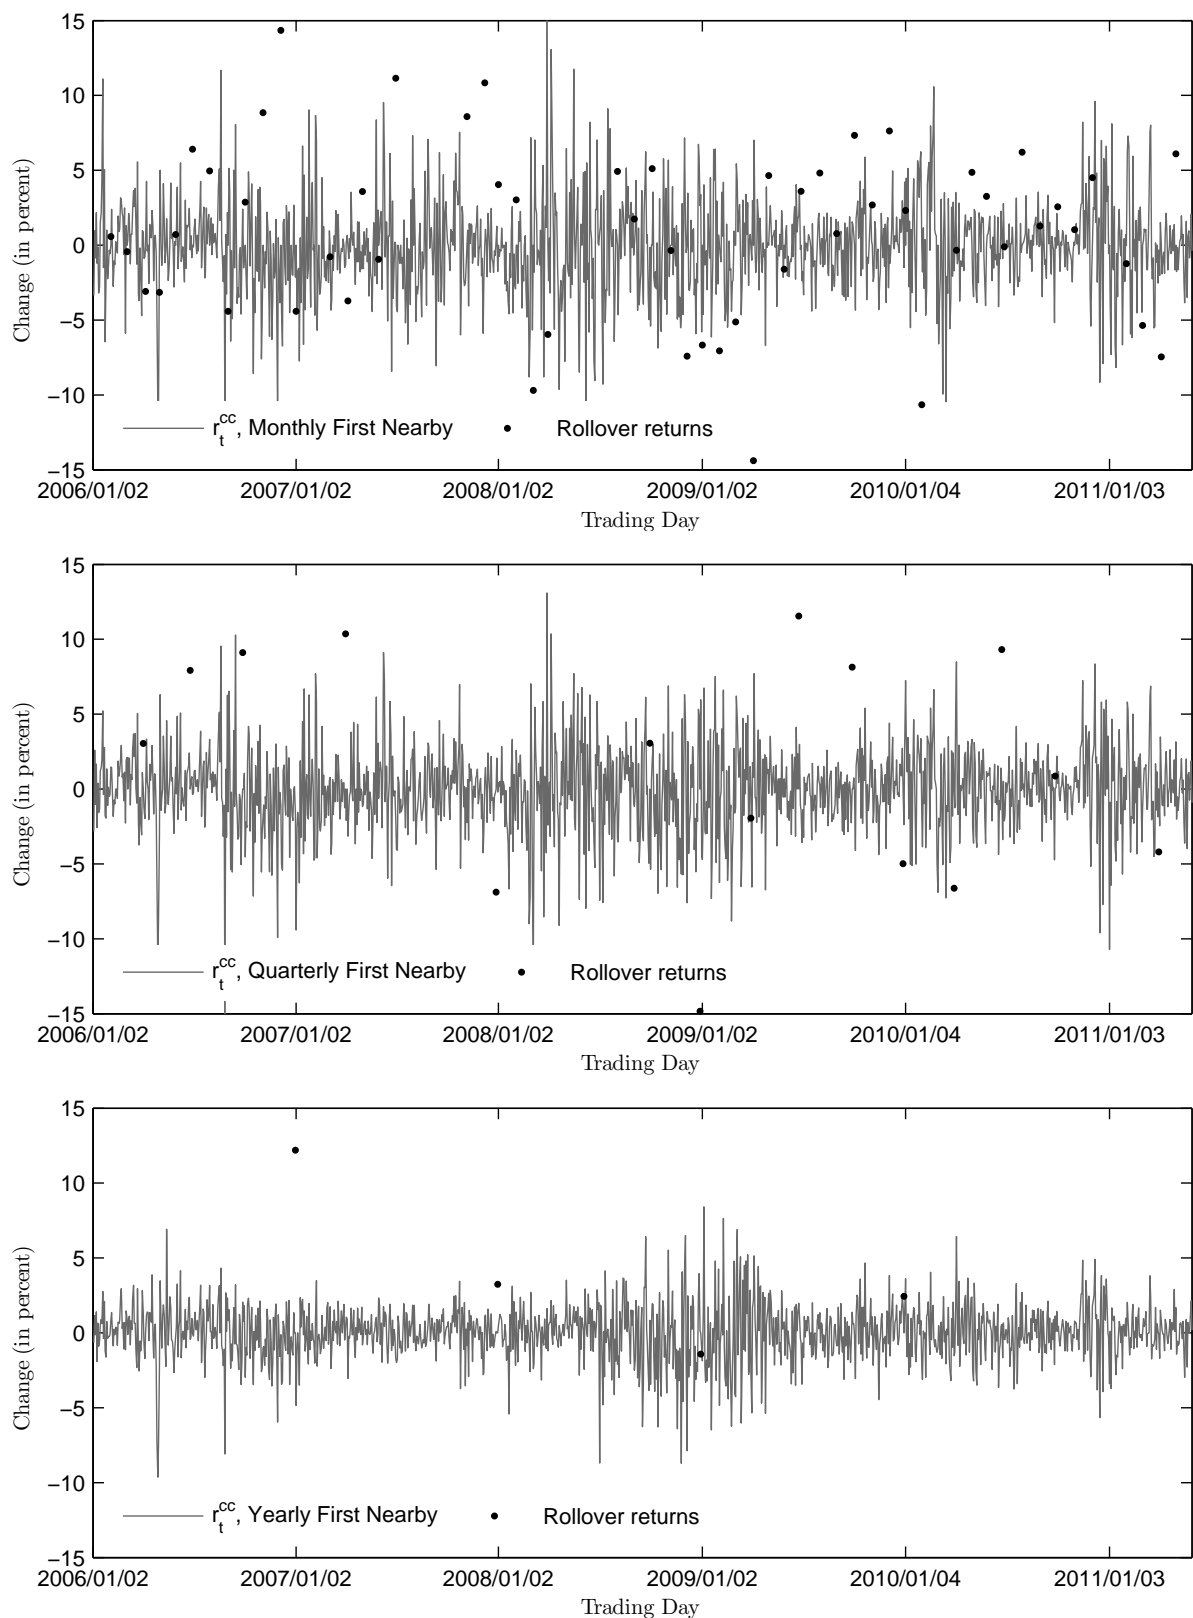 15
10
5
0
−5
−10
−15
Change (in percent)
r_t^cc, Monthly First Nearby
Rollover returns
2006/01/02 2007/01/02 2008/01/02 2009/01/02 2010/01/04 2011/01/03
Trading Day
15
10
5
0
−5
−10
−15
Change (in percent)
r_t^cc, Quarterly First Nearby
Rollover returns
2006/01/02 2007/01/02 2008/01/02 2009/01/02 2010/01/04 2011/01/03
Trading Day
15
10
5
0
−5
−10
−15
Change (in percent)
r_t^cc, Yearly First Nearby
Rollover returns
2006/01/02 2007/01/02 2008/01/02 2009/01/02 2010/01/04 2011/01/03
Trading Day